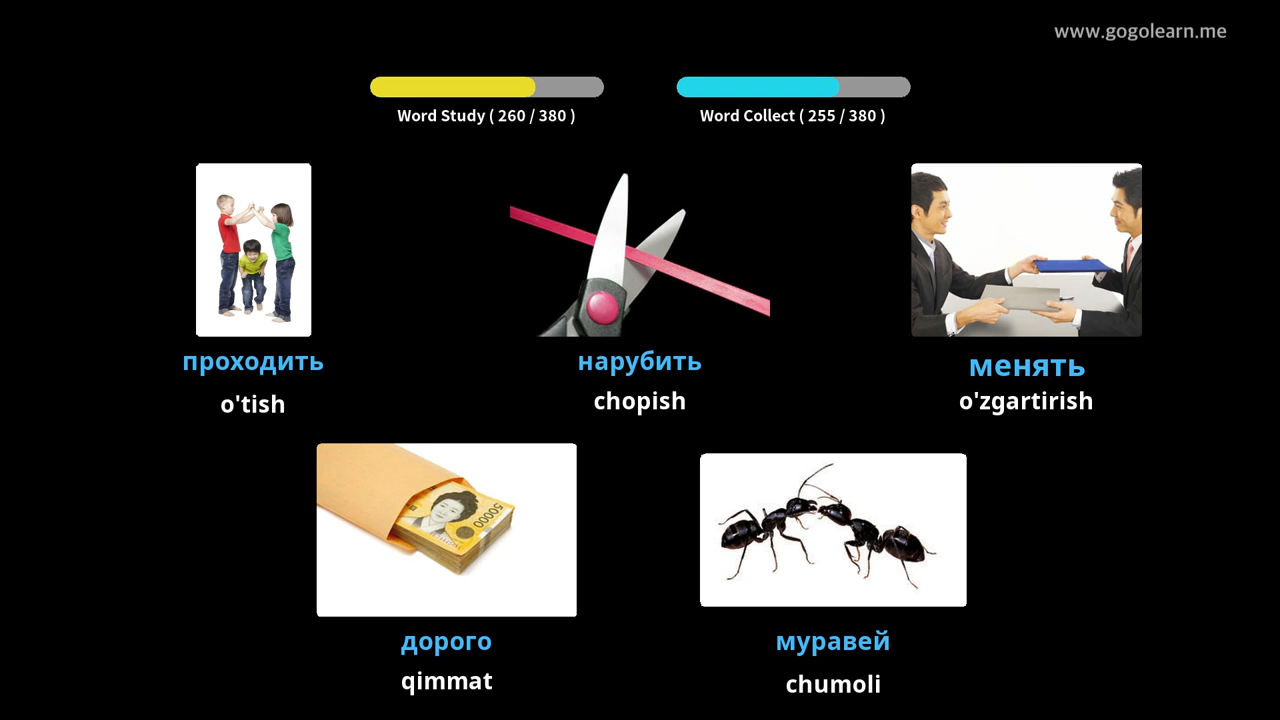 www.gogolearn.me
Word Study ( 260 / 380 )
Word Collect ( 255 / 380 )
проходить
нарубить
менять
o'tish
chopish
o'zgartirish
50000
дорого
муравей
qimmat
chumoli